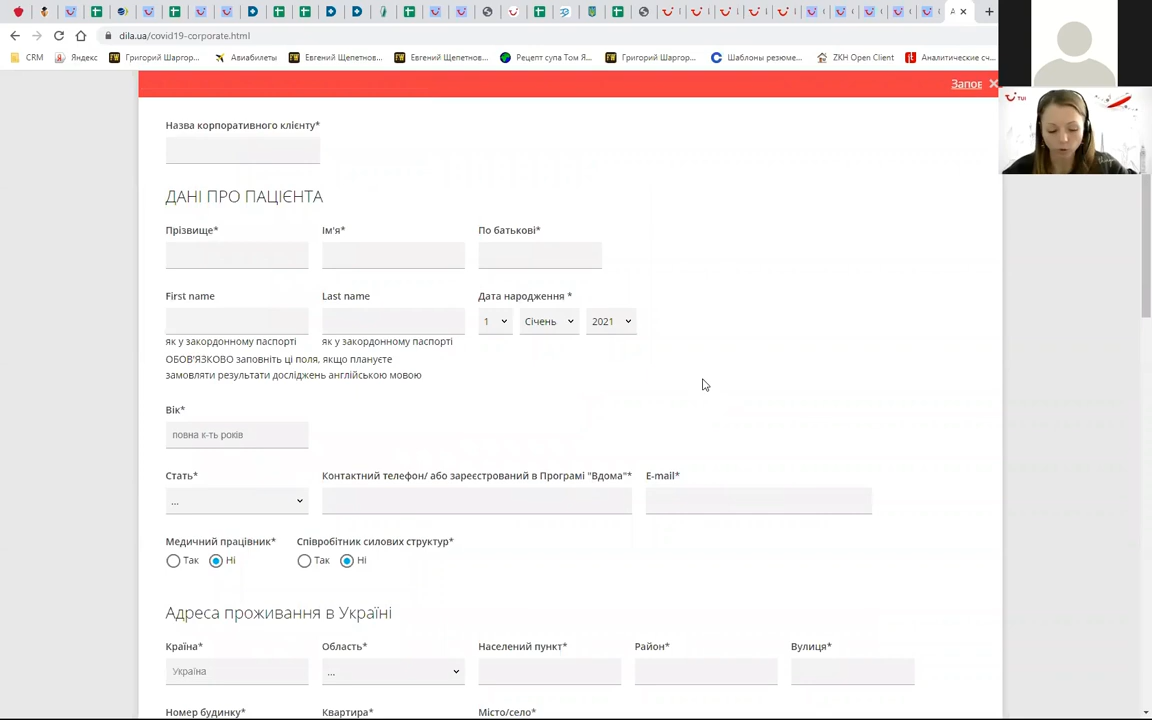 dila.ua/covid19-corporate.html
CRM Яндекс Григорий Шаргор... Авиабилеты Евгений Щепетнов... Евгений Щепетнов... Рецепт супа Том Я... Григорий Шаргор... Шаблоны резюме... ZKH Open Client Аналитические сч...
Запов
TUI
Назва корпоративного клієнту*
ДАНІ ПРО ПАЦІЄНТА
Прізвище* Ім'я* По батькові*
First name Last name Дата народження *
1 Січень 2021
як у закордонному паспорті як у закордонному паспорті
ОБОВ'ЯЗКОВО заповніть ці поля, якщо плануєте
замовляти результати досліджень англійською мовою
Вік*
повна к-ть років
Стать* Контактний телефон/ або зареєстрований в Програмі "Вдома"* E-mail*
...
Медичний працівник* Співробітник силових структур*
Так Ні Так Ні
Адреса проживання в Україні
Країна* Область* Населений пункт* Район* Вулиця*
Україна ...
Номер будинку* Квартира* Місто/село*